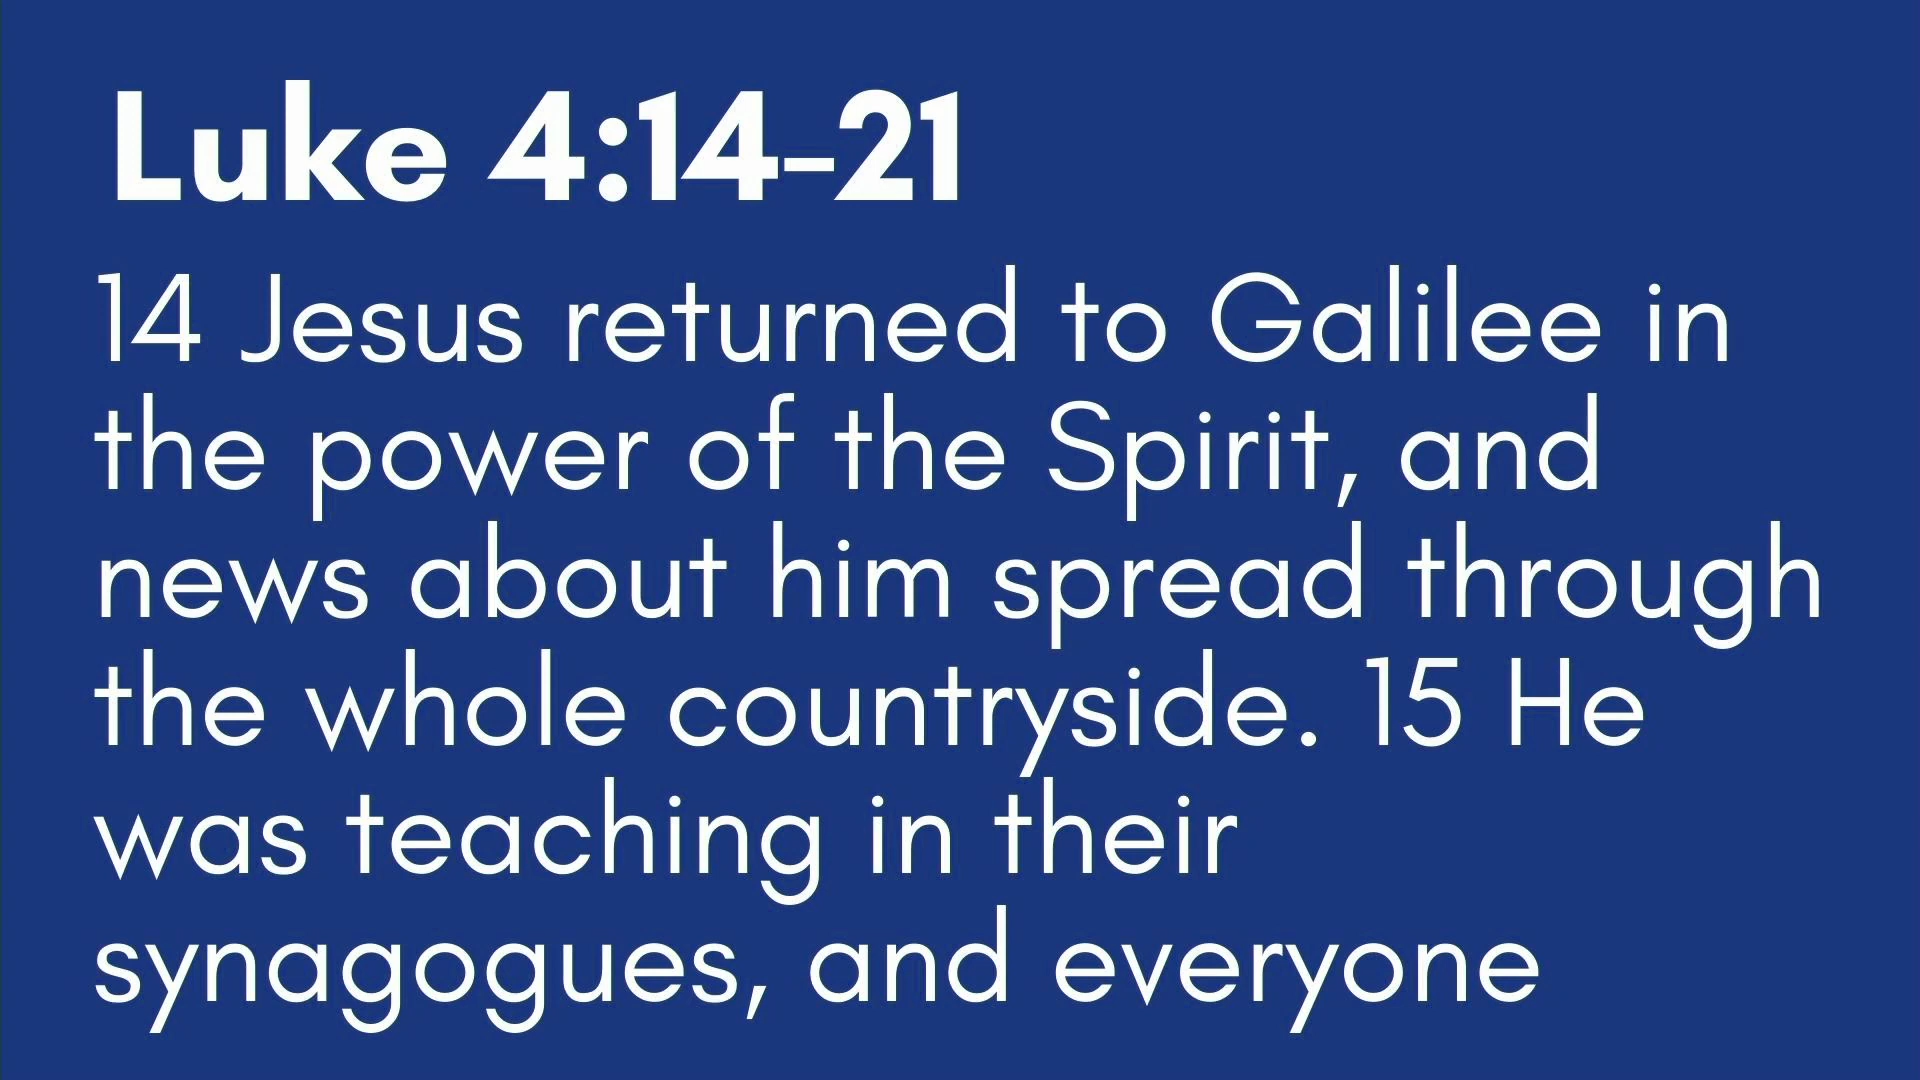 Luke 4:14-21
14 Jesus returned to Galilee in
the power of the Spirit, and
news about him spread through
the whole countryside. 15 He
was teaching in their
synagogues, and everyone